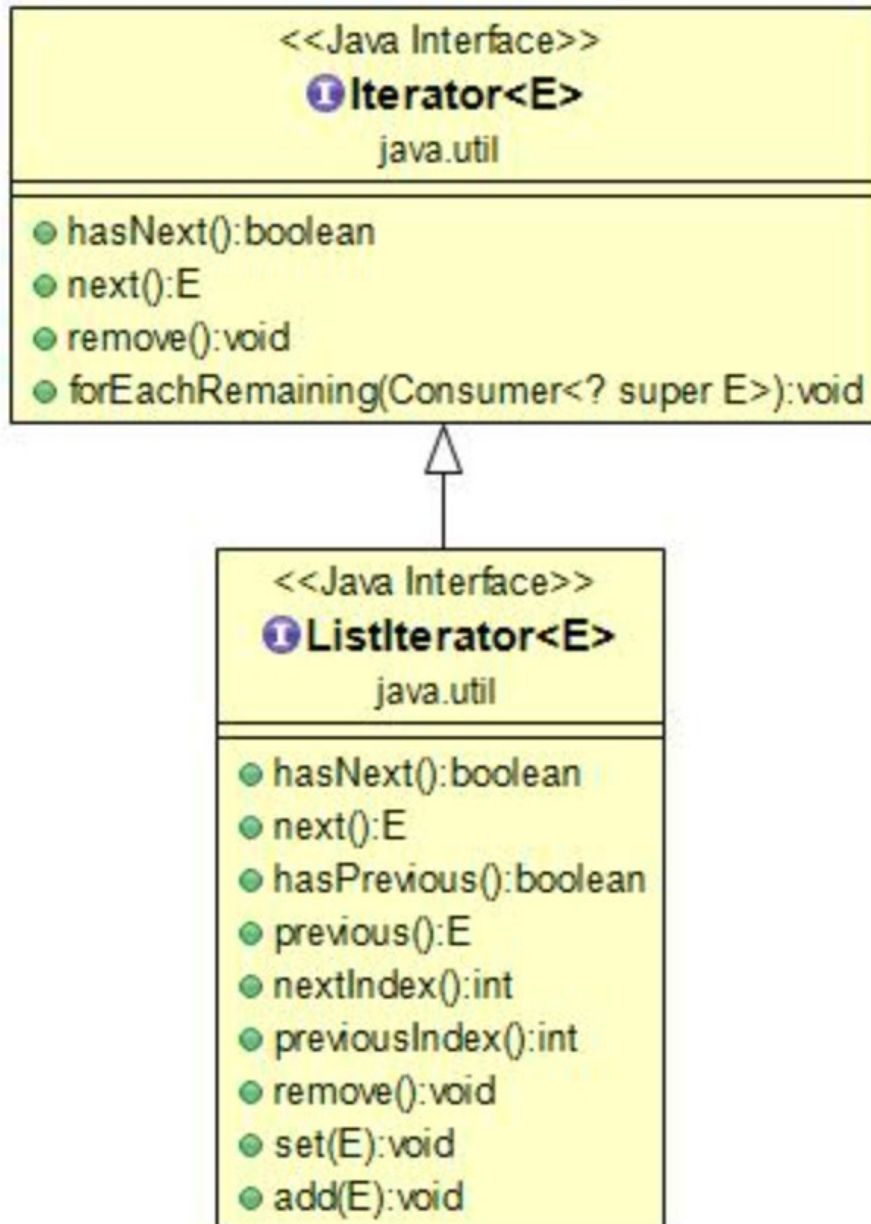 <<Java Interface>>
Iterator<E>
java.util
hasNext():boolean
next():E
remove():void
forEachRemaining(Consumer<? super E>):void
<<Java Interface>>
ListIterator<E>
java.util
hasNext():boolean
next():E
hasPrevious():boolean
previous():E
nextIndex():int
previousIndex():int
remove():void
set(E):void
add(E):void